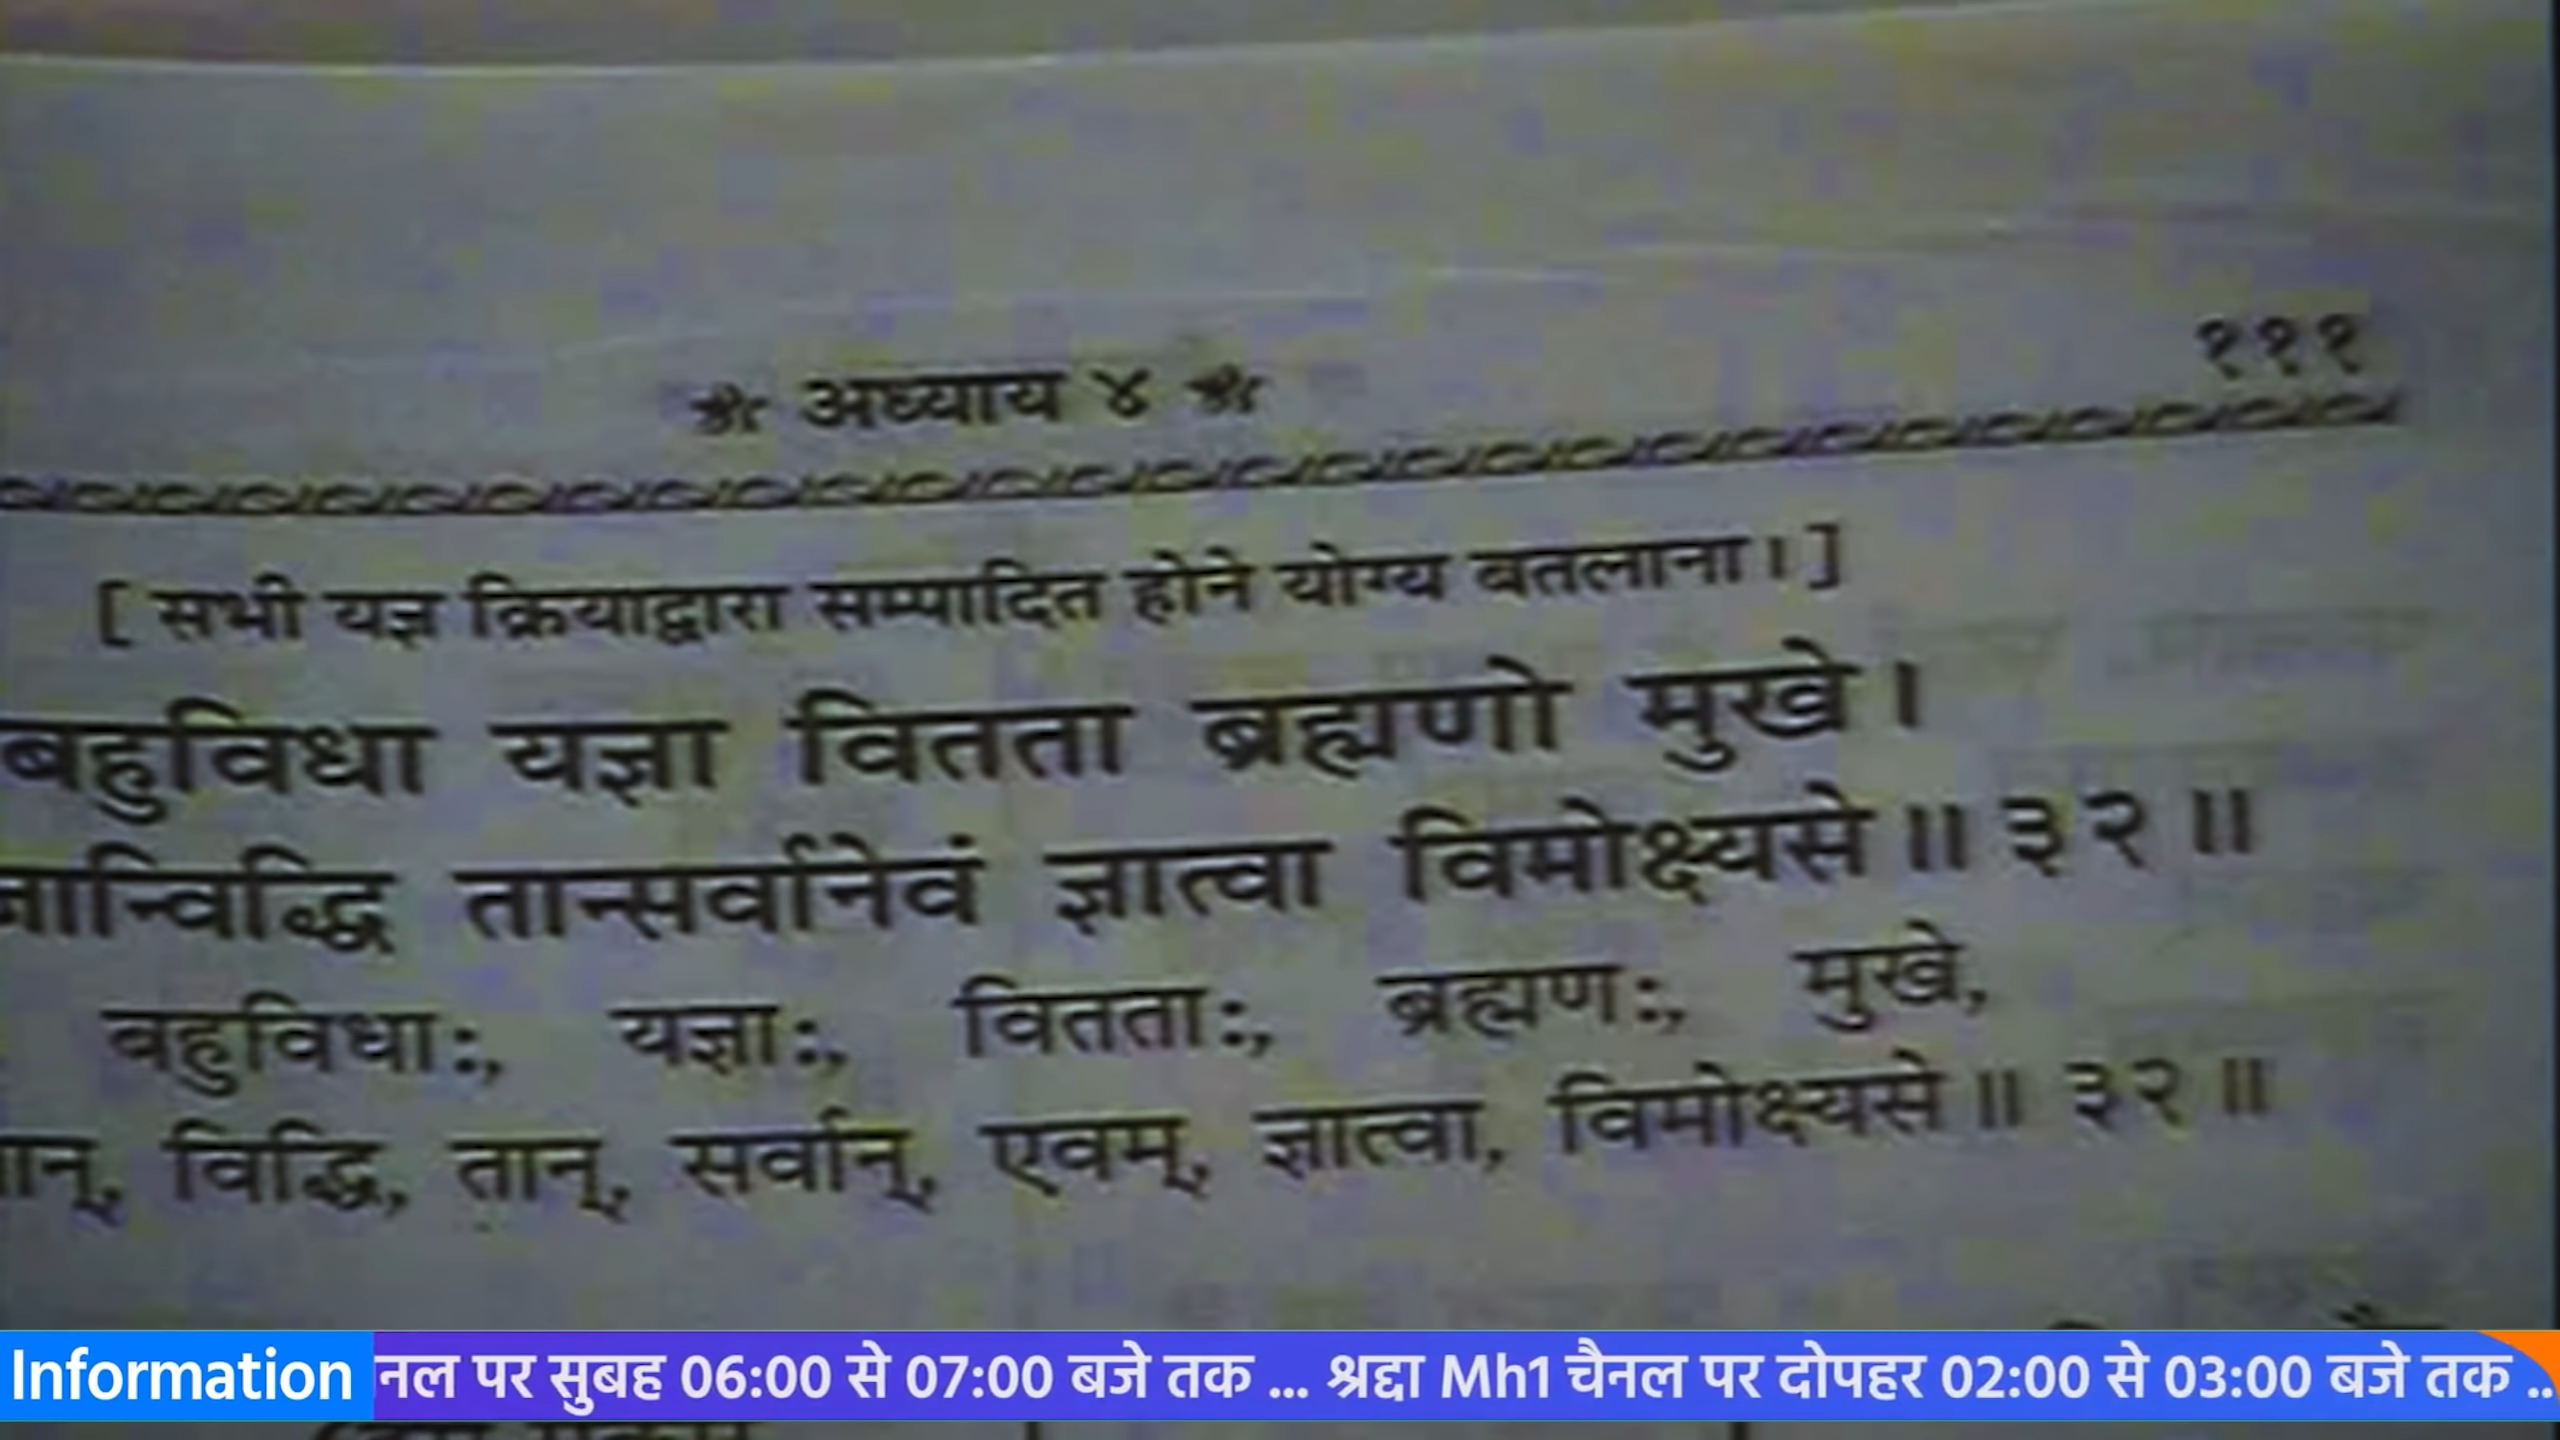 १११
❈ अध्याय ४ ❈
[ सभी यज्ञ क्रियाद्वारा सम्पादित होने योग्य बतलाना। ]
बहुविधा यज्ञा वितता ब्रह्मणो मुखे।
न्विद्धि तान्सर्वानेवं ज्ञात्वा विमोक्ष्यसे॥ ३२॥
बहुविधाः, यज्ञाः, वितताः, ब्रह्मणः, मुखे,
विद्धि, तान्, सर्वान्, एवम्, ज्ञात्वा, विमोक्ष्यसे॥ ३२॥
Information नल पर सुबह 06:00 से 07:00 बजे तक ... श्रद्दा Mh1 चैनल पर दोपहर 02:00 से 03:00 बजे तक ..